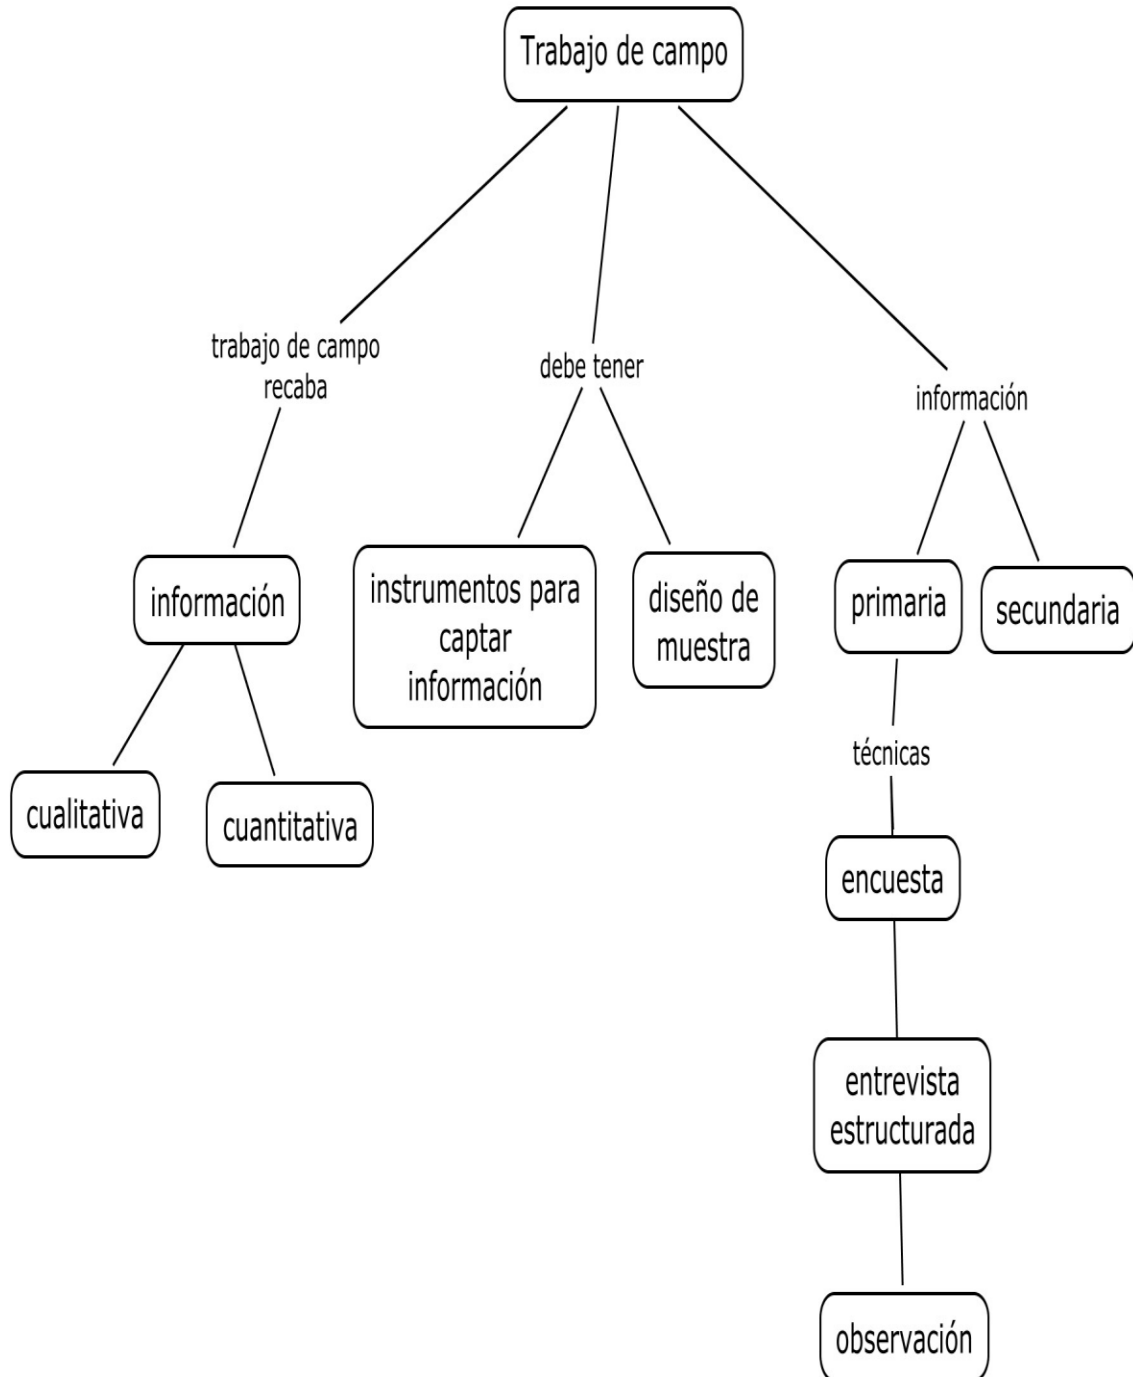 Trabajo de campo
trabajo de campo
recaba
debe tener
información
información
instrumentos para
captar
información
diseño de
muestra
primaria
secundaria
técnicas
cualitativa
cuantitativa
encuesta
entrevista
estructurada
observación